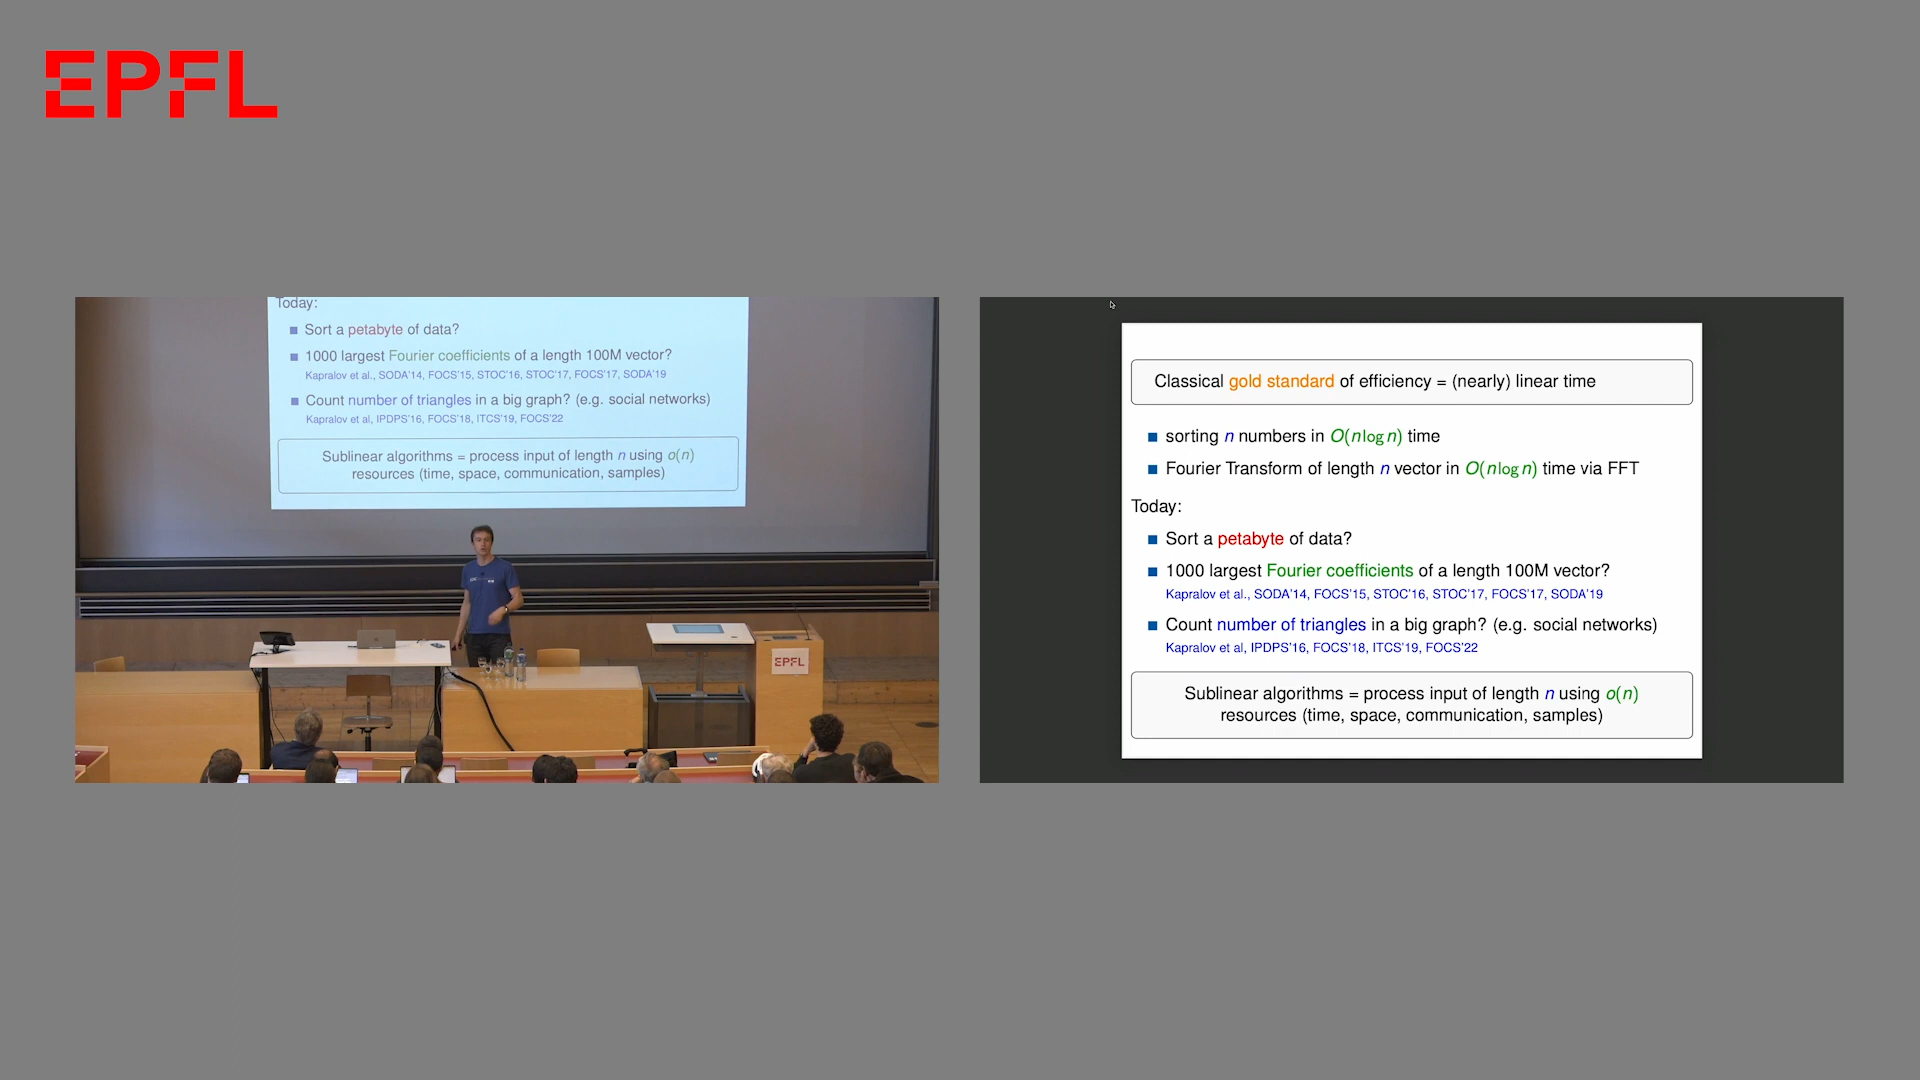 EPFL
Today:
■ Sort a petabyte of data?
■ 1000 largest Fourier coefficients of a length 100M vector?
Kapralov et al., SODA'14, FOCS'15, STOC'16, STOC'17, FOCS'17, SODA'19
■ Count number of triangles in a big graph? (e.g. social networks)
Kapralov et al, IPDPS'16, FOCS'18, ITCS'19, FOCS'22
Sublinear algorithms = process input of length n using o(n)
resources (time, space, communication, samples)
EPFL
Classical gold standard of efficiency = (nearly) linear time
■ sorting n numbers in O(n log n) time
■ Fourier Transform of length n vector in O(n log n) time via FFT
Today:
■ Sort a petabyte of data?
■ 1000 largest Fourier coefficients of a length 100M vector?
Kapralov et al., SODA'14, FOCS'15, STOC'16, STOC'17, FOCS'17, SODA'19
■ Count number of triangles in a big graph? (e.g. social networks)
Kapralov et al, IPDPS'16, FOCS'18, ITCS'19, FOCS'22
Sublinear algorithms = process input of length n using o(n)
resources (time, space, communication, samples)